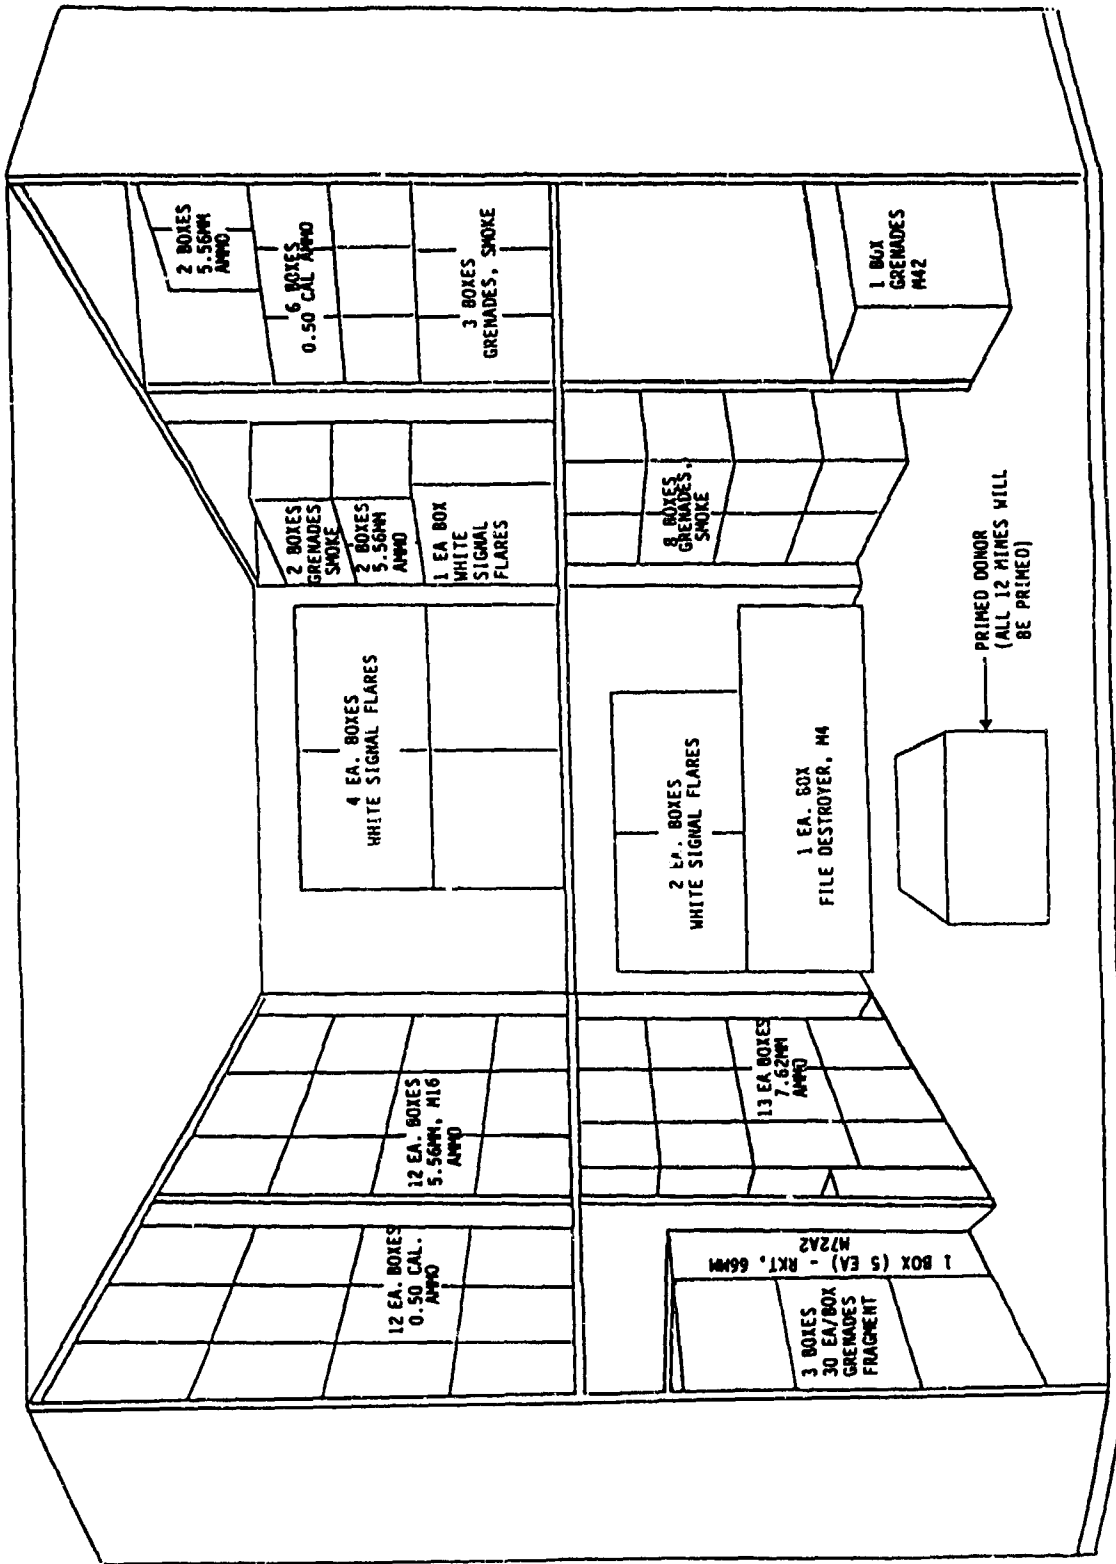 12 EA. BOXES
0.50 CAL.
AMMO
12 EA. BOXES
5.56MM, M16
AMMO
4 EA. BOXES
WHITE SIGNAL FLARES
2 BOXES
GRENADES
SMOKE
2 BOXES
5.56MM
AMMO
1 EA BOX
WHITE
SIGNAL
FLARES
2 BOXES
5.56MM
AMMO
6 BOXES
0.50 CAL AMMO
3 BOXES
GRENADES, SMOKE
3 BOXES
30 EA/BOX
GRENADES
FRAGMENT
1 BOX (5 EA) - RKT, 66MM
M72A2
13 EA BOXES
7.62MM
AMMO
2 EA. BOXES
WHITE SIGNAL FLARES
1 EA. BOX
FILE DESTROYER, M4
8 BOXES
GRENADES,
SMOKE
1 BOX
GRENADES
M42
PRIMED DONOR
(ALL 12 MINES WILL
BE PRIMED)